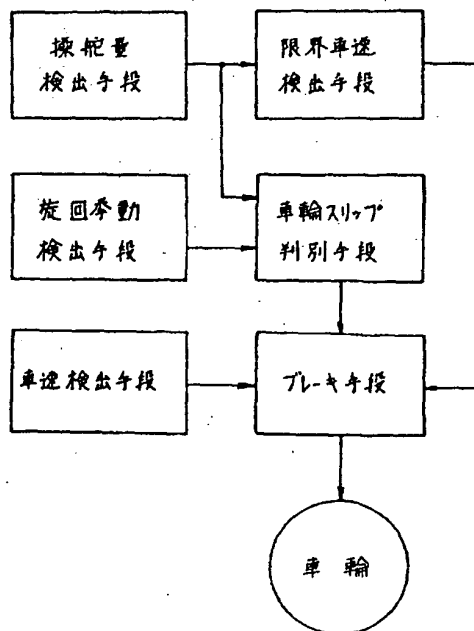 操舵量
検出手段
限界車速
検出手段
旋回挙動
検出手段
車輪スリップ
判別手段
車速検出手段
ブレーキ手段
車輪